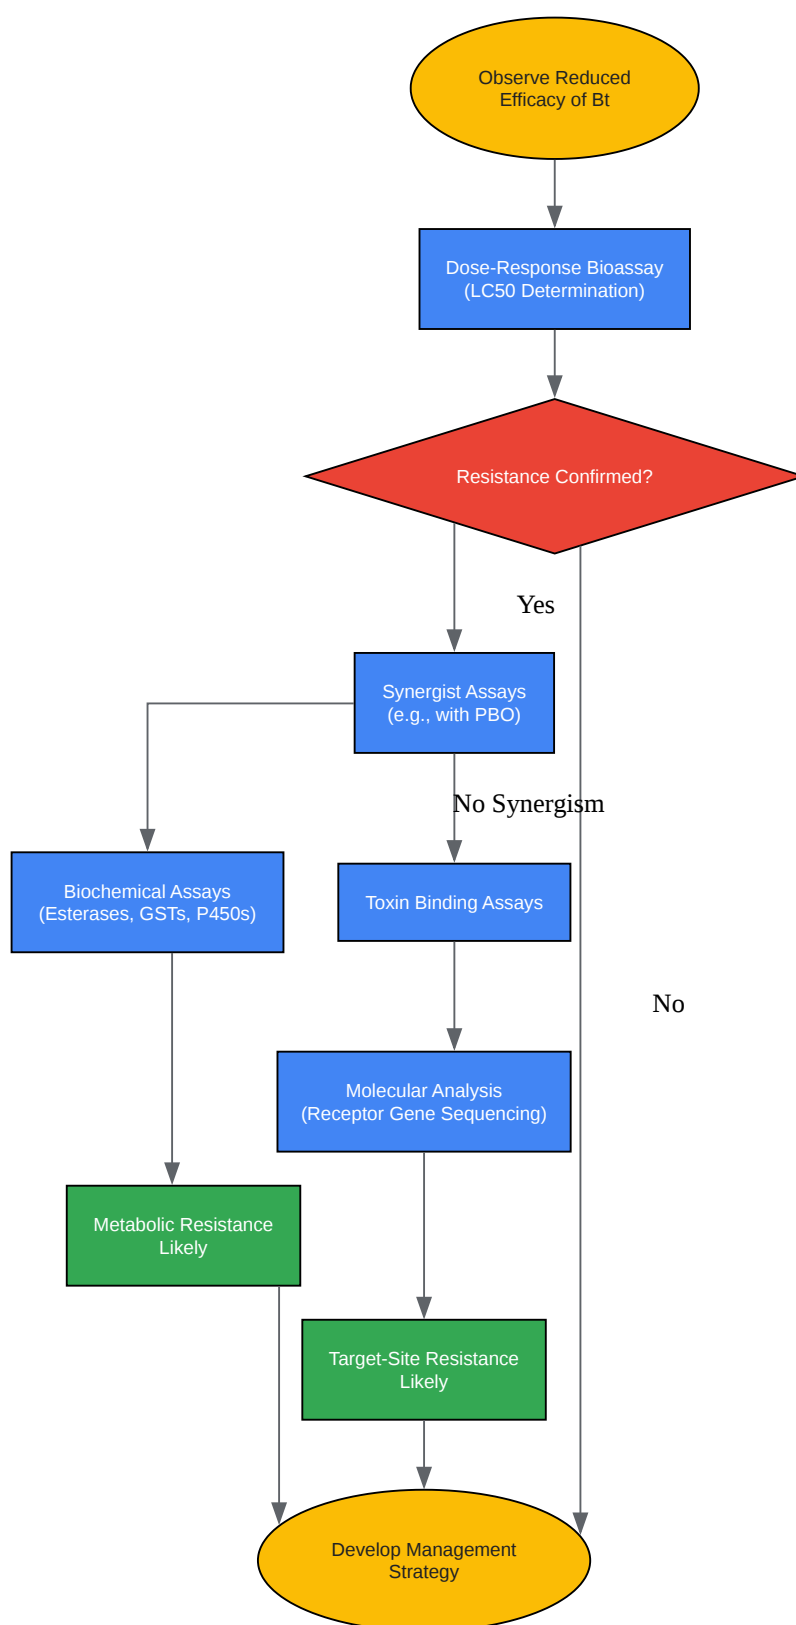 Observe Reduced
Efficacy of Bt
Dose-Response Bioassay
(LC50 Determination)
Resistance Confirmed?
Yes
Synergist Assays
(e.g., with PBO)
No Synergism
Biochemical Assays
(Esterases, GSTs, P450s)
Toxin Binding Assays
No
Molecular Analysis
(Receptor Gene Sequencing)
Metabolic Resistance
Likely
Target-Site Resistance
Likely
Develop Management
Strategy